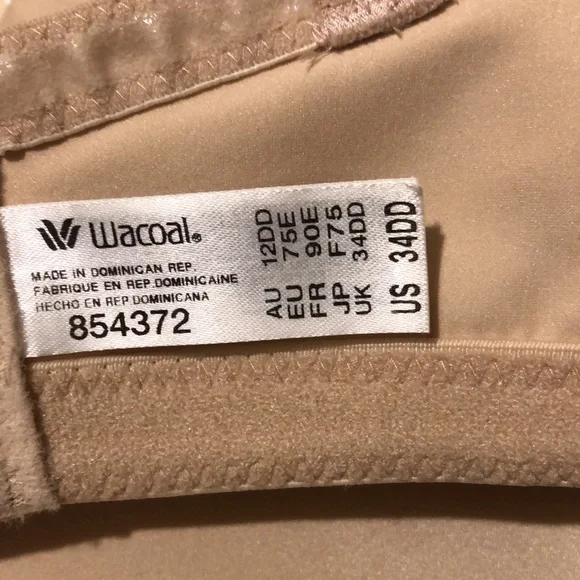 Wacoal®
MADE IN DOMINICAN REP.
FABRIQUE EN REP. DOMINICAINE
HECHO EN REP. DOMINICANA
854372
AU 12DD
EU 75E
FR 90E
JP F75
UK 34DD
US 34DD